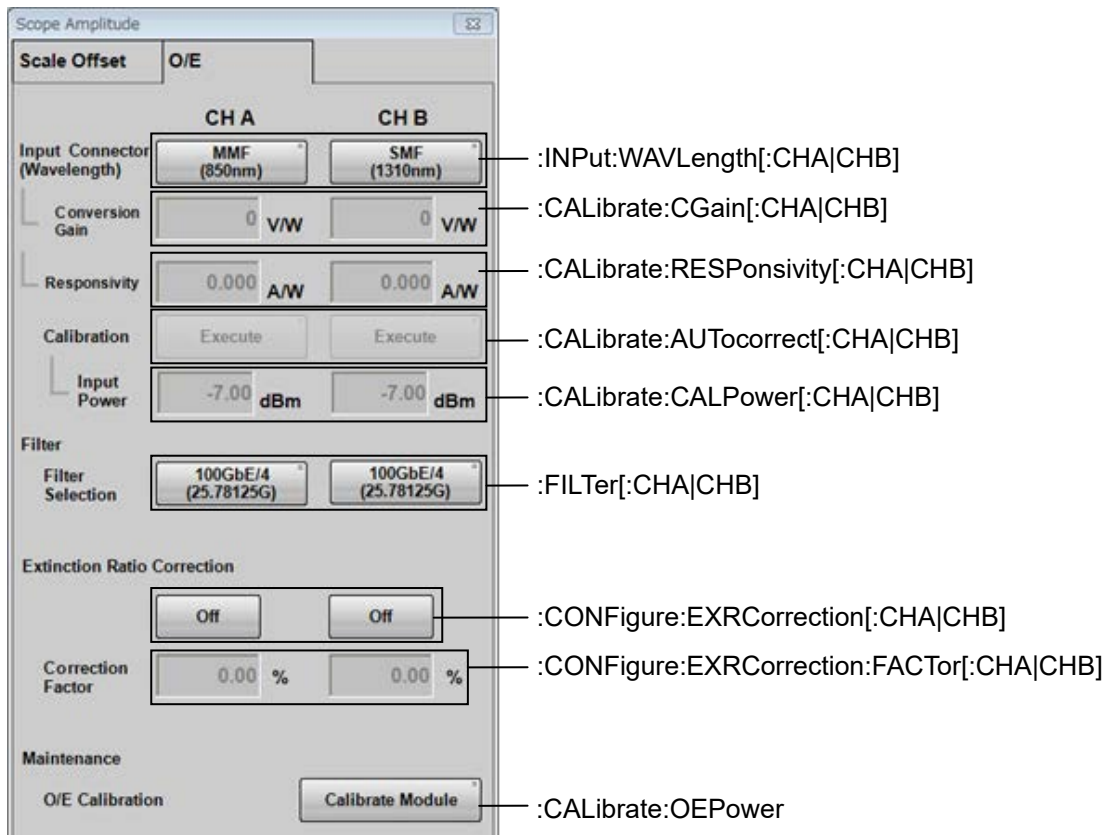 Scope Amplitude
Scale Offset O/E
CH A CH B
Input Connector MMF SMF :INPut:WAVLength[:CHA|CHB]
(Wavelength) (850nm) (1310nm)
Conversion 0 V/W 0 V/W :CALibrate:CGain[:CHA|CHB]
Gain
Responsivity 0.000 A/W 0.000 A/W :CALibrate:RESPonsivity[:CHA|CHB]
Calibration Execute Execute :CALibrate:AUTocorrect[:CHA|CHB]
Input -7.00 dBm -7.00 dBm :CALibrate:CALPower[:CHA|CHB]
Power
Filter
Filter 100GbE/4 100GbE/4 :FILTer[:CHA|CHB]
Selection (25.78125G) (25.78125G)
Extinction Ratio Correction
Off Off :CONFigure:EXRCorrection[:CHA|CHB]
Correction 0.00 % 0.00 % :CONFigure:EXRCorrection:FACTor[:CHA|CHB]
Factor
Maintenance
O/E Calibration Calibrate Module :CALibrate:OEPower